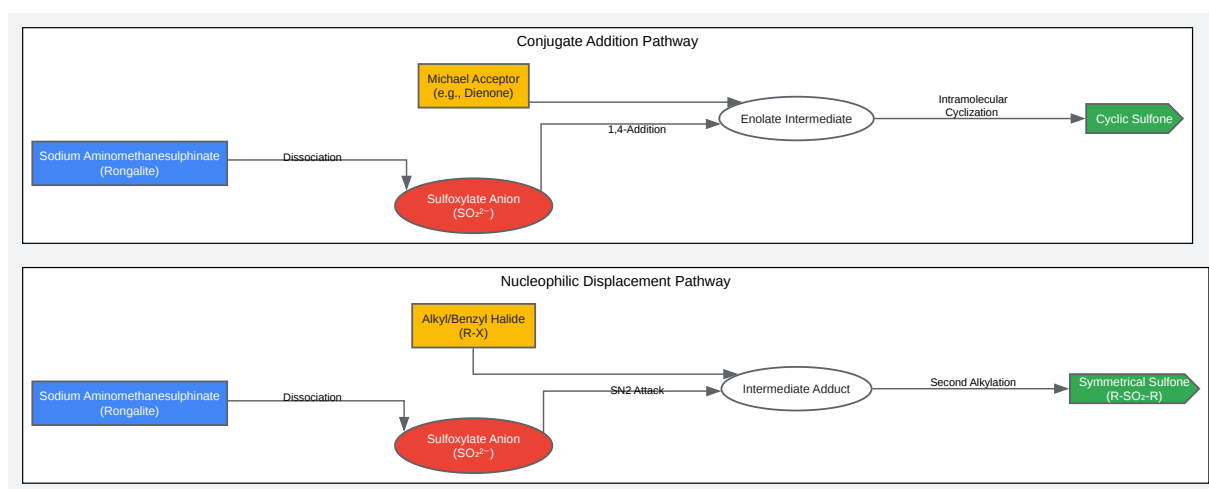 Conjugate Addition Pathway
Michael Acceptor
(e.g., Dienone)
Sodium Aminomethanesulphinate
(Rongalite)
Dissociation
Sulfoxylate Anion
(SO₂²⁻)
1,4-Addition
Enolate Intermediate
Intramolecular
Cyclization
Cyclic Sulfone
Nucleophilic Displacement Pathway
Alkyl/Benzyl Halide
(R-X)
Sodium Aminomethanesulphinate
(Rongalite)
Dissociation
Sulfoxylate Anion
(SO₂²⁻)
SN2 Attack
Intermediate Adduct
Second Alkylation
Symmetrical Sulfone
(R-SO₂-R)